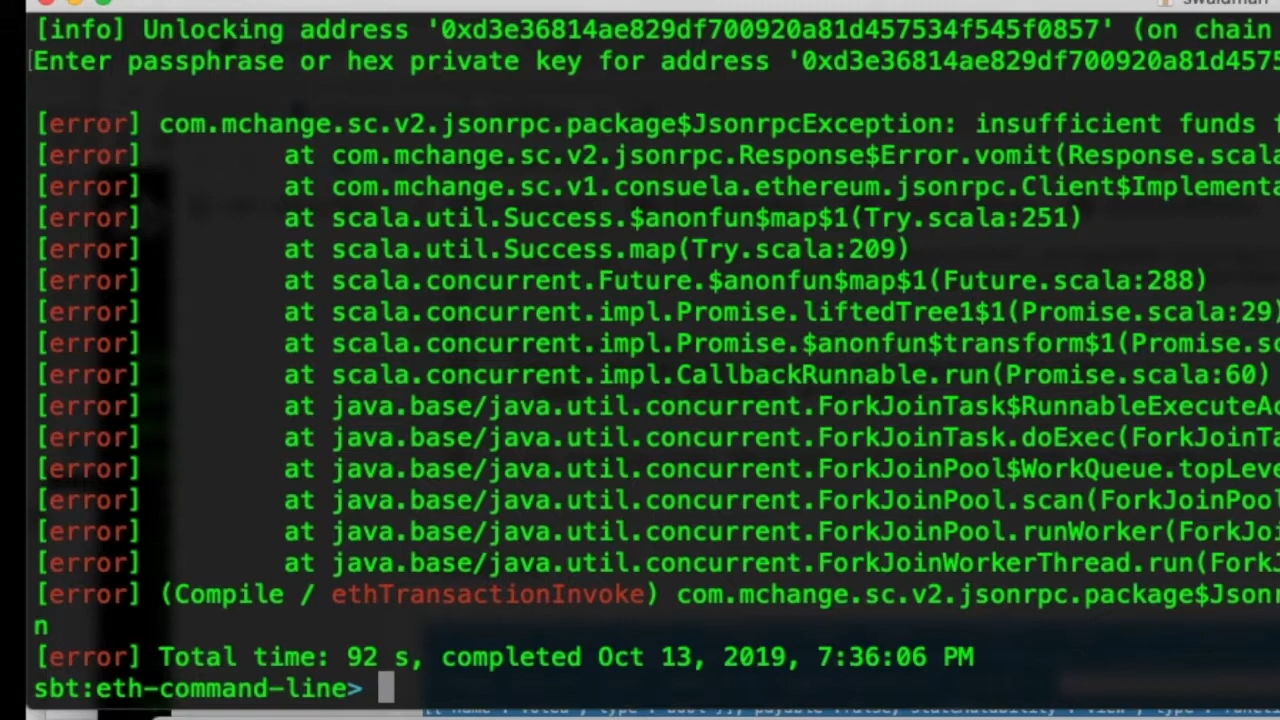 swaldman
[info] Unlocking address '0xd3e36814ae829df700920a81d457534f545f0857' (on chain
Enter passphrase or hex private key for address '0xd3e36814ae829df700920a81d4575
[error] com.mchange.sc.v2.jsonrpc.package$JsonrpcException: insufficient funds f
[error] at com.mchange.sc.v2.jsonrpc.Response$Error.vomit(Response.scala
[error] at com.mchange.sc.v1.consuela.ethereum.jsonrpc.Client$Implementa
[error] at scala.util.Success.$anonfun$map$1(Try.scala:251)
[error] at scala.util.Success.map(Try.scala:209)
[error] at scala.concurrent.Future.$anonfun$map$1(Future.scala:288)
[error] at scala.concurrent.impl.Promise.liftedTree1$1(Promise.scala:29)
[error] at scala.concurrent.impl.Promise.$anonfun$transform$1(Promise.sc
[error] at scala.concurrent.impl.CallbackRunnable.run(Promise.scala:60)
[error] at java.base/java.util.concurrent.ForkJoinTask$RunnableExecuteAc
[error] at java.base/java.util.concurrent.ForkJoinTask.doExec(ForkJoinTa
[error] at java.base/java.util.concurrent.ForkJoinPool$WorkQueue.topLeve
[error] at java.base/java.util.concurrent.ForkJoinPool.scan(ForkJoinPool
[error] at java.base/java.util.concurrent.ForkJoinPool.runWorker(ForkJoi
[error] at java.base/java.util.concurrent.ForkJoinWorkerThread.run(ForkJ
[error] (Compile / ethTransactionInvoke) com.mchange.sc.v2.jsonrpc.package$Jsonr
n
[error] Total time: 92 s, completed Oct 13, 2019, 7:36:06 PM
sbt:eth-command-line>